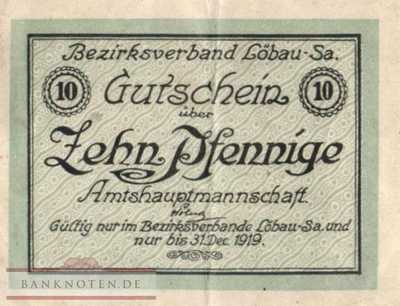 Bezirksverband Löbau-Sa.
10 Gutschein 10
über
Zehn Pfennige
Amtshauptmannschaft.
Gültig nur im Bezirksverbande Löbau-Sa. und
nur bis 31. Dez. 1919.
BANKNOTEN.DE